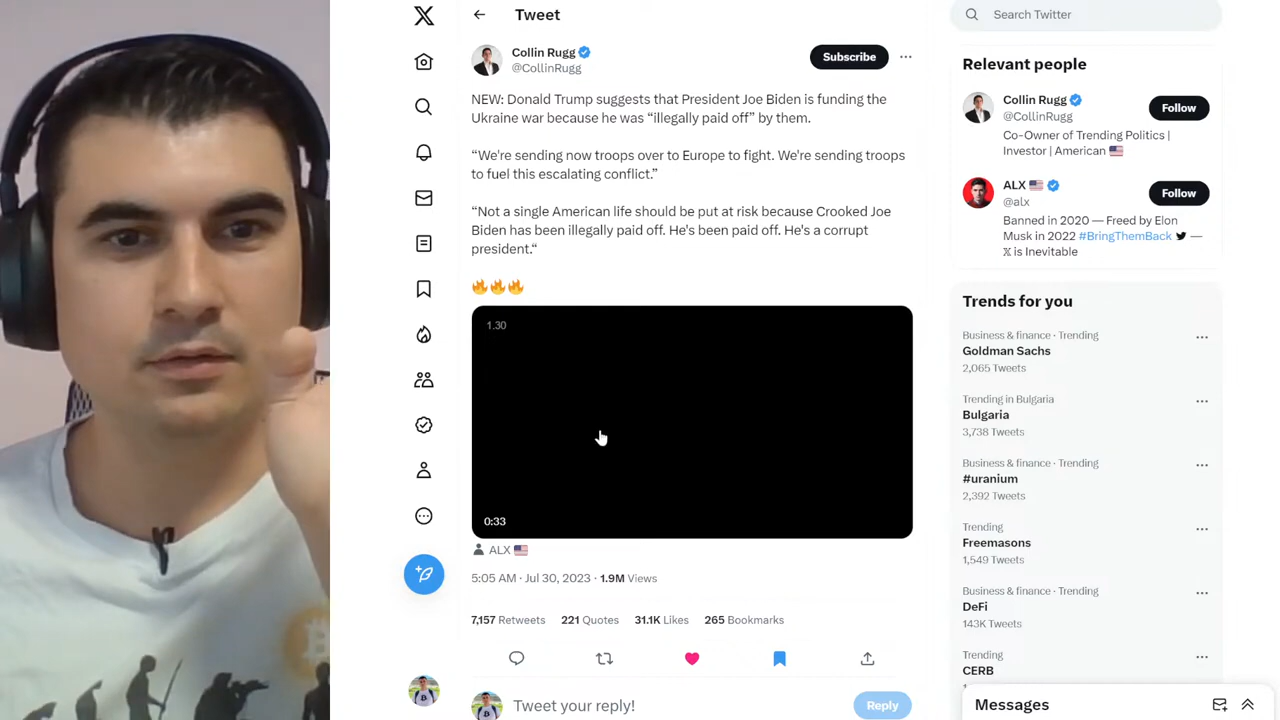 Tweet
Search Twitter
Collin Rugg
@CollinRugg
Subscribe
NEW: Donald Trump suggests that President Joe Biden is funding the
Ukraine war because he was “illegally paid off” by them.
“We're sending now troops over to Europe to fight. We're sending troops
to fuel this escalating conflict.”
“Not a single American life should be put at risk because Crooked Joe
Biden has been illegally paid off. He's been paid off. He's a corrupt
president.“
🔥🔥🔥
1.30
0:33
ALX 🇺🇸
5:05 AM · Jul 30, 2023 · 1.9M Views
7,157 Retweets 221 Quotes 31.1K Likes 265 Bookmarks
Tweet your reply!
Reply
Relevant people
Collin Rugg
@CollinRugg
Follow
Co-Owner of Trending Politics |
Investor | American 🇺🇸
ALX 🇺🇸
@alx
Follow
Banned in 2020 — Freed by Elon
Musk in 2022 #BringThemBack —
𝕏 is Inevitable
Trends for you
Business & finance · Trending
Goldman Sachs
2,065 Tweets
Trending in Bulgaria
Bulgaria
3,738 Tweets
Business & finance · Trending
#uranium
2,392 Tweets
Trending
Freemasons
1,549 Tweets
Business & finance · Trending
DeFi
143K Tweets
Trending
CERB
Messages